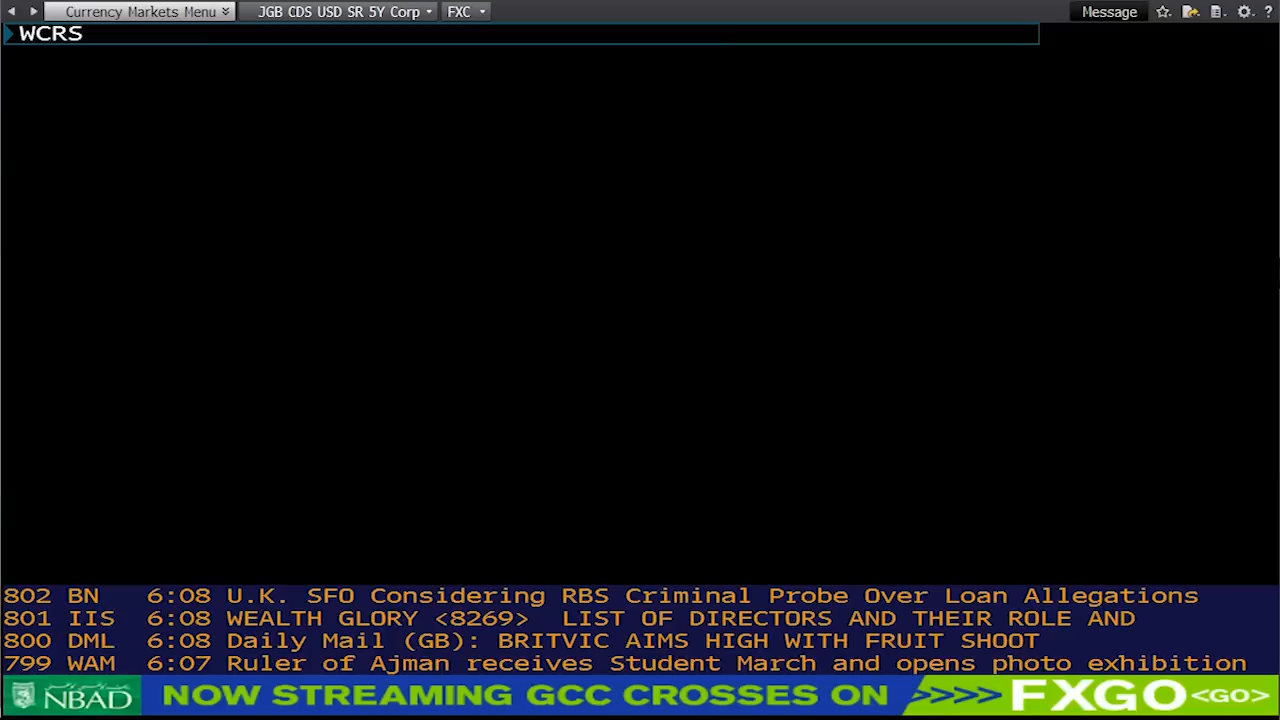 Currency Markets Menu JGB CDS USD SR 5Y Corp FXC Message ?
WCRS
802 BN 6:08 U.K. SFO Considering RBS Criminal Probe Over Loan Allegations
801 IIS 6:08 WEALTH GLORY <8269> LIST OF DIRECTORS AND THEIR ROLE AND
800 DML 6:08 Daily Mail (GB): BRITVIC AIMS HIGH WITH FRUIT SHOOT
799 WAM 6:07 Ruler of Ajman receives Student March and opens photo exhibition
NBAD NOW STREAMING GCC CROSSES ON >>>>> FXGO <GO>